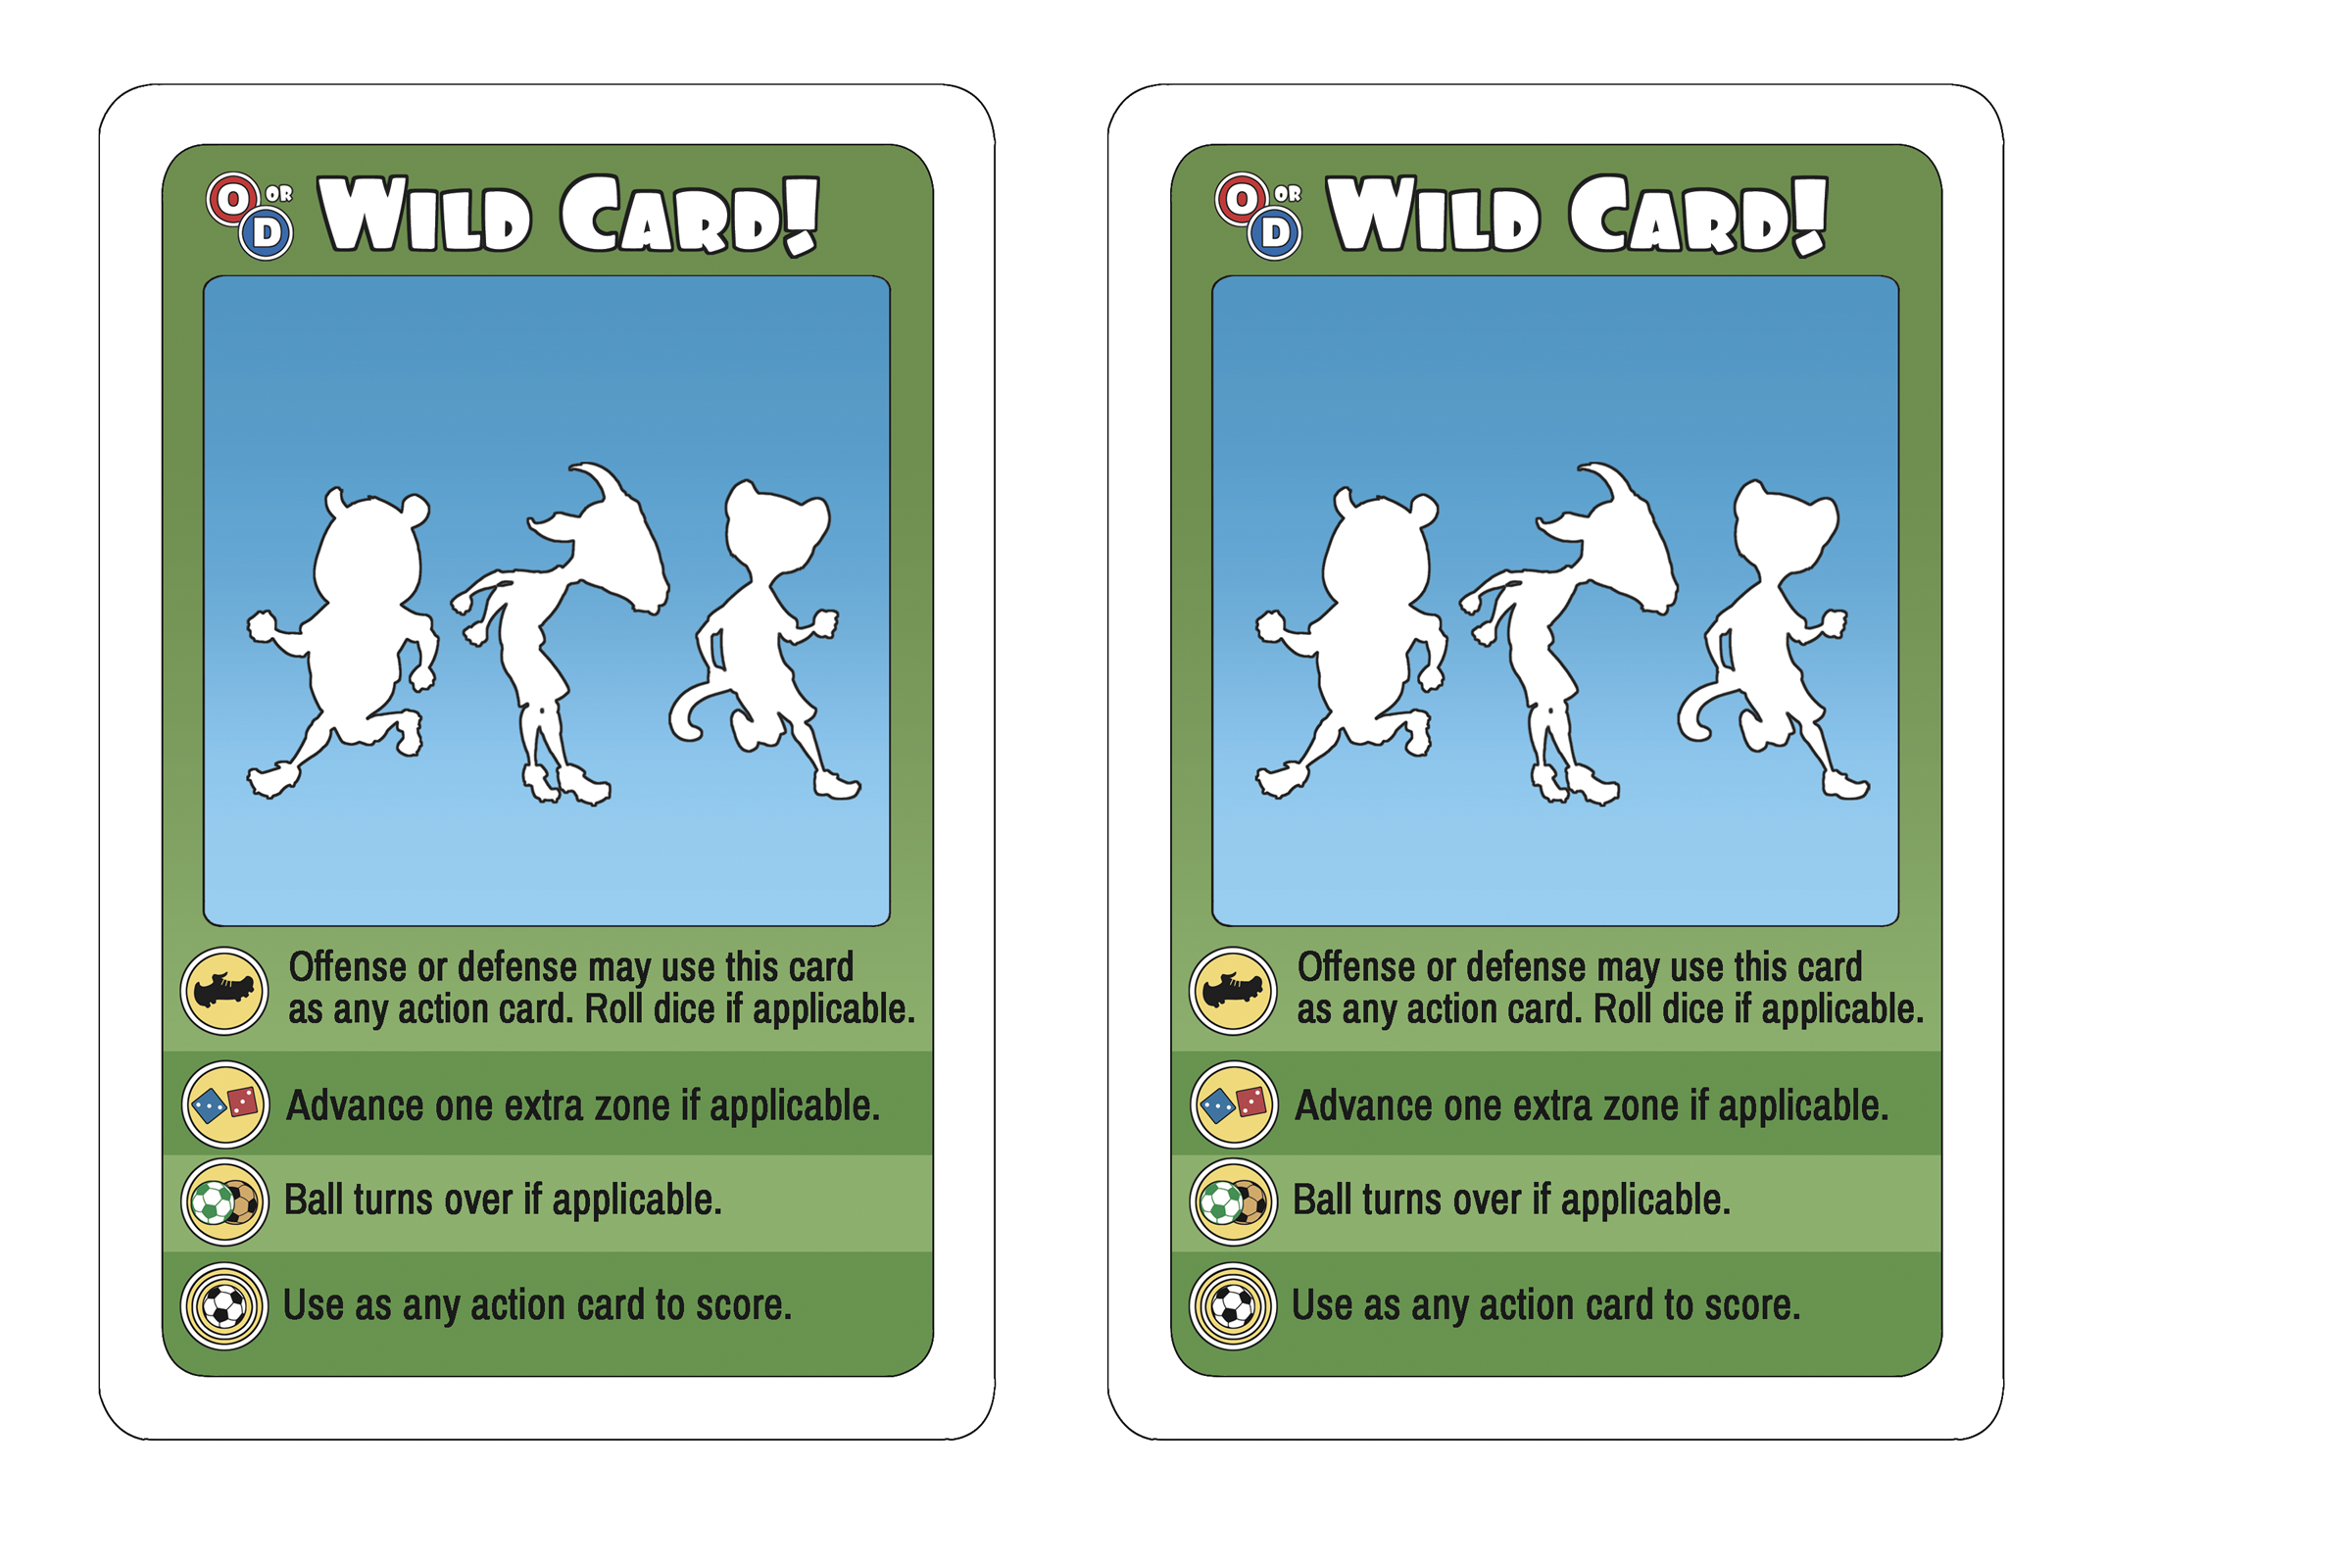 O OR D WILD CARD!
Offense or defense may use this card
as any action card. Roll dice if applicable.
Advance one extra zone if applicable.
Ball turns over if applicable.
Use as any action card to score.
O OR D WILD CARD!
Offense or defense may use this card
as any action card. Roll dice if applicable.
Advance one extra zone if applicable.
Ball turns over if applicable.
Use as any action card to score.